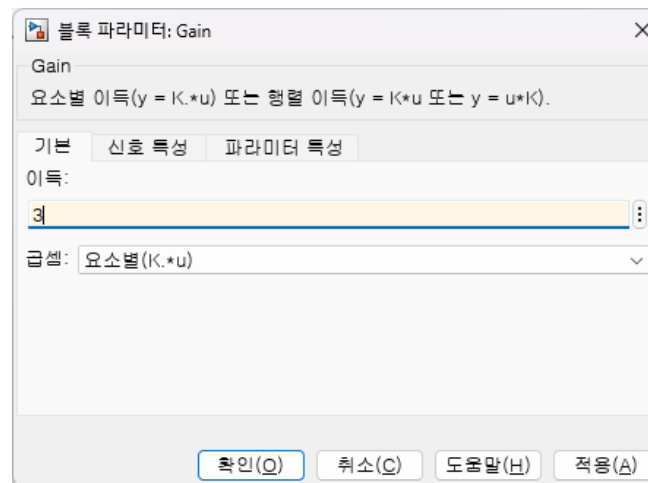 블록 파라미터: Gain
Gain
요소별 이득(y = K.*u) 또는 행렬 이득(y = K*u 또는 y = u*K).
기본 신호 특성 파라미터 특성
이득:
3
곱셈: 요소별(K.*u)
확인(O) 취소(C) 도움말(H) 적용(A)